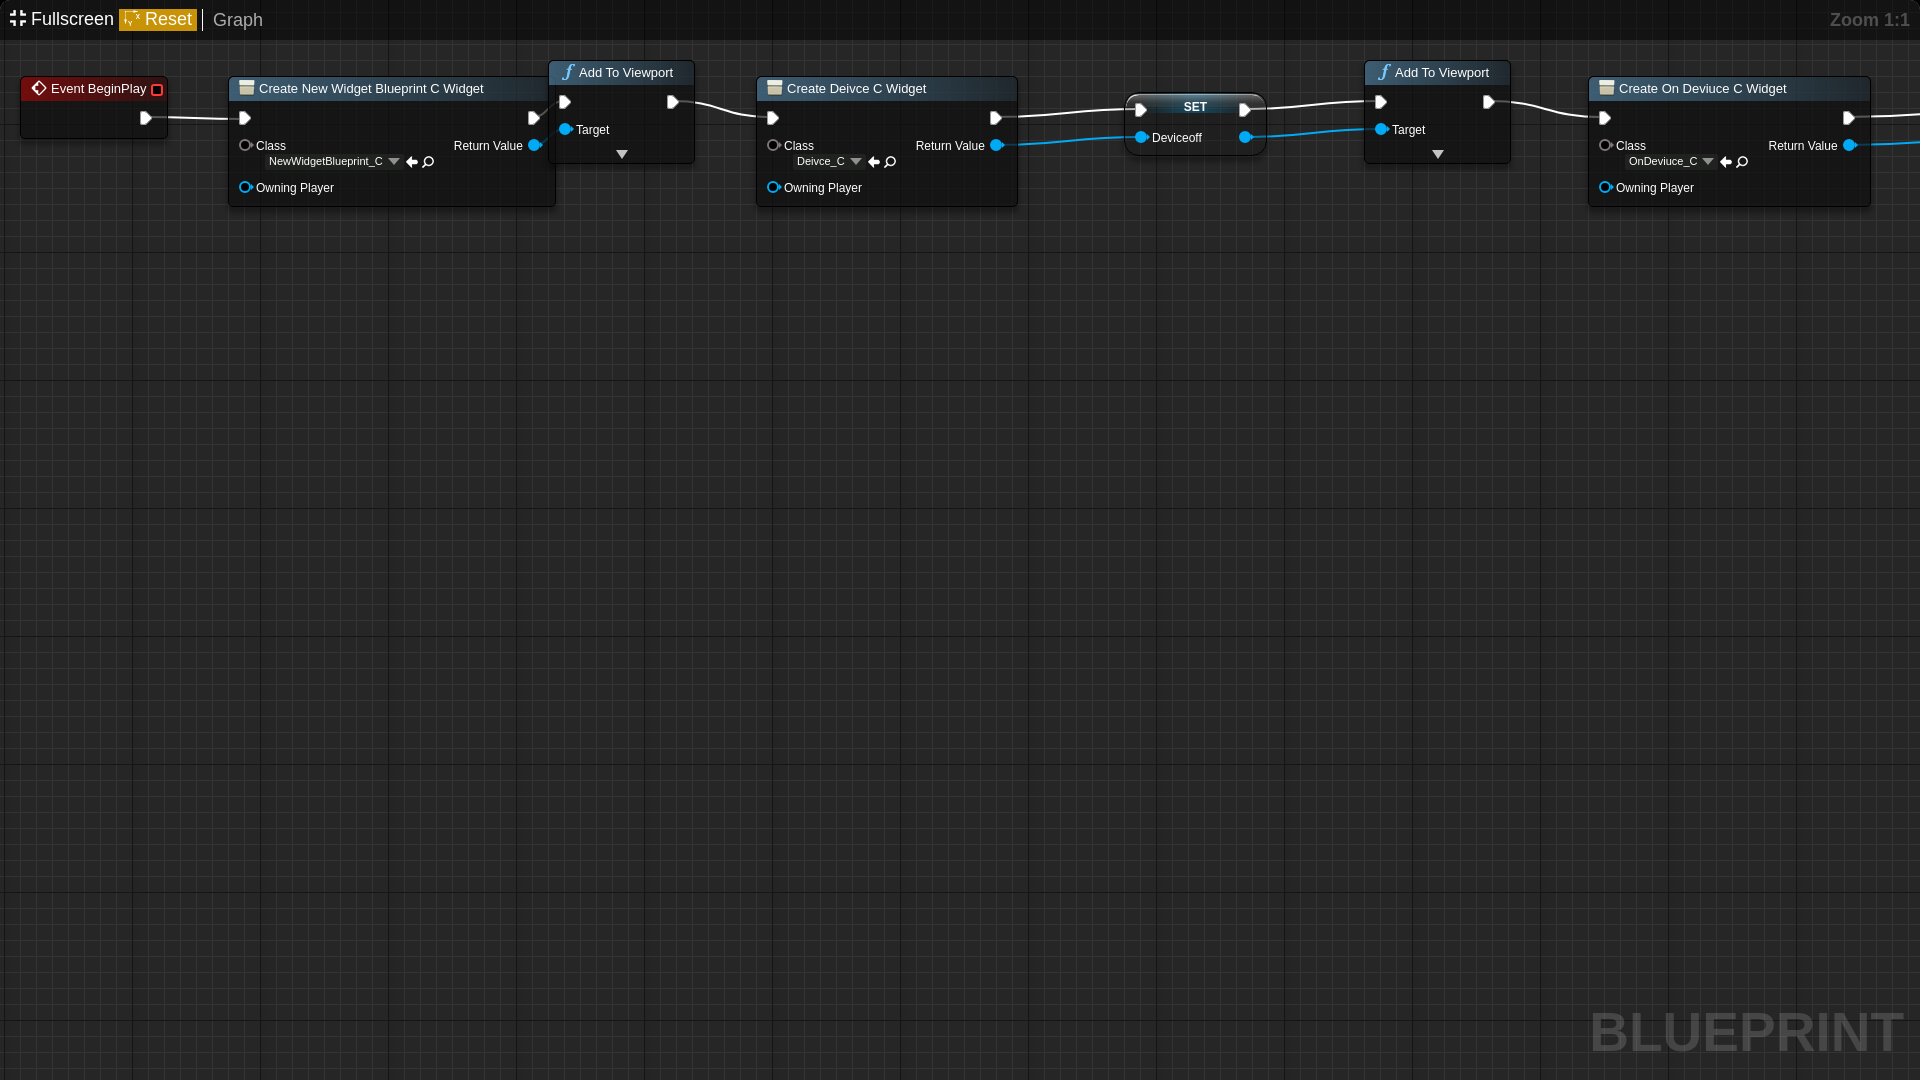 Fullscreen Reset Graph Zoom 1:1
Event BeginPlay
Create New Widget Blueprint C Widget
Class
NewWidgetBlueprint_C
Return Value
Owning Player
Add To Viewport
Target
Create Deivce C Widget
Class
Deivce_C
Return Value
Owning Player
SET
Deviceoff
Add To Viewport
Target
Create On Deviuce C Widget
Class
OnDeviuce_C
Return Value
Owning Player
BLUEPRINT